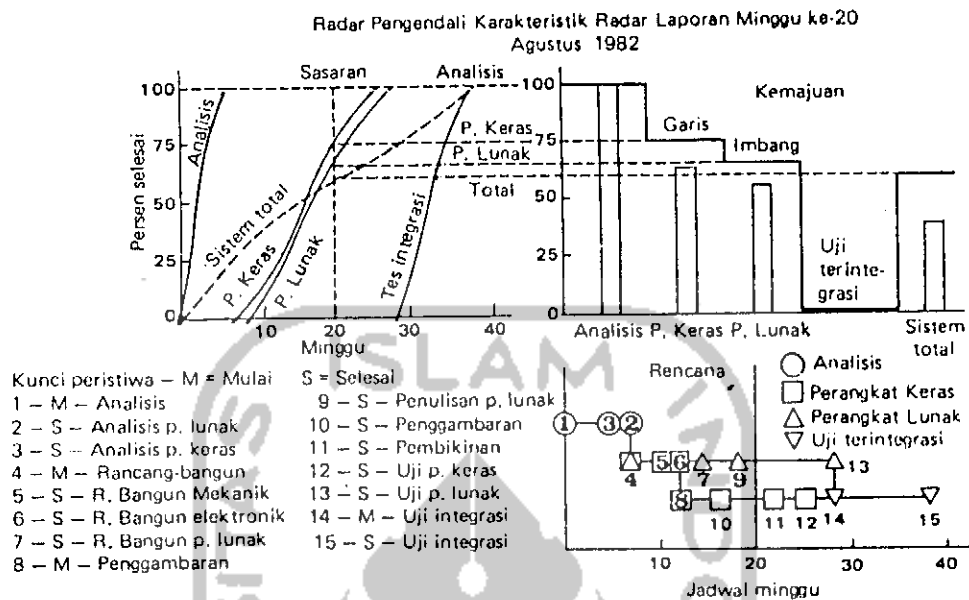 Radar Pengendali Karakteristik Radar Laporan Minggu ke-20
Agustus 1982
Sasaran
Analisis
Persen selesai
100
75
50
25
0
Analisis
Sistem total
P. Keras
P. Lunak
Tes integrasi
P. Keras
P. Lunak
Total
10
20
30
40
Minggu
100
75
50
25
0
Kemajuan
Garis
Imbang
Uji
terinte-
grasi
Analisis P, Keras P, Lunak
Sistem
total
Kunci peristiwa – M = Mulai S = Selesai
1 – M – Analisis
2 – S – Analisis p. lunak
3 – S – Analisis p. keras
4 – M – Rancang-bangun
5 – S – R, Bangun Mekanik
6 – S – R, Bangun elektronik
7 – S – R, Bangun p. lunak
8 – M – Penggambaran
9 – S – Penulisan p, lunak
10 – S – Penggambaran
11 – S – Pembikinan
12 – S – Uji p. keras
13 – S – Uji p. lunak
14 – M – Uji integrasi
15 – S – Uji integrasi
Rencana
Analisis
Perangkat Keras
Perangkat Lunak
Uji terintegrasi
1
3
2
4
5
6
7
9
13
8
10
11
12
14
15
10
20
30
40
Jadwal minggu
ISLAM